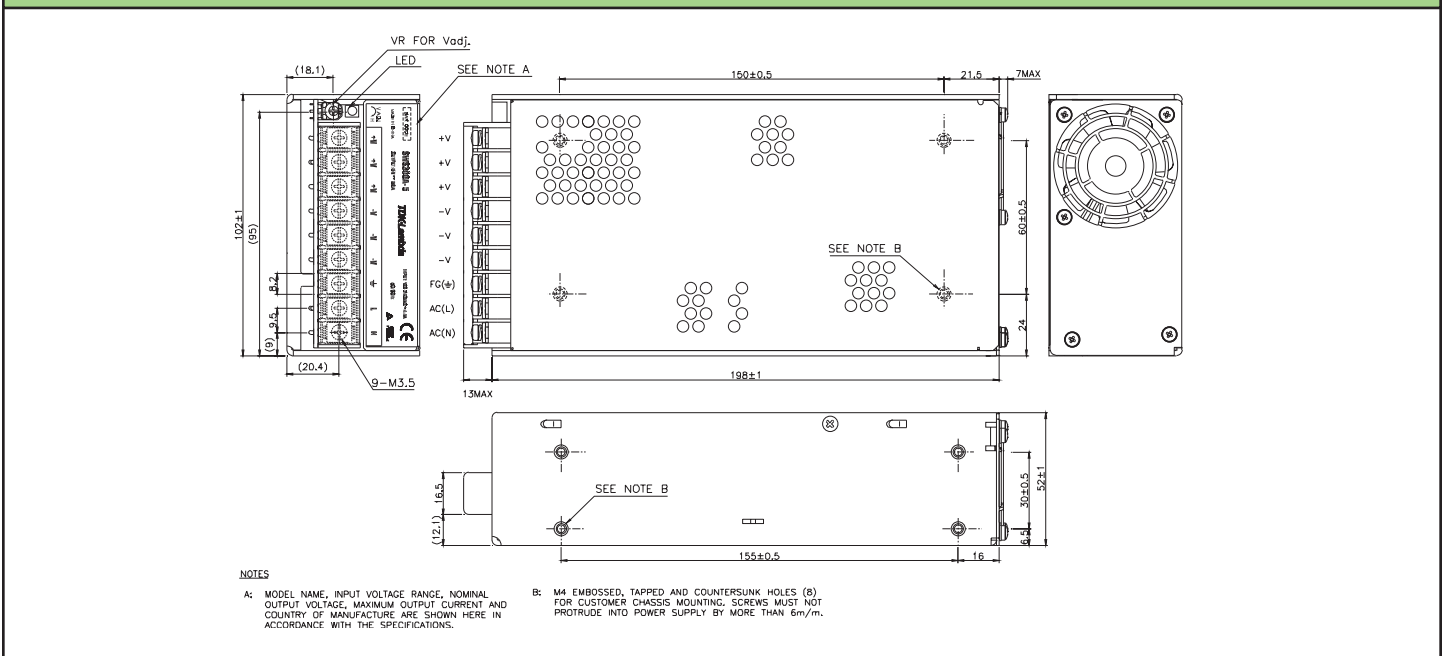 VR FOR Vadj.
LED
SEE NOTE A
(18.1)
150±0.5
21.5
7MAX
102±1
(95)
8.2
9.5
(9)
(20.4)
9-M3.5
TDK-Lambda
CE
+V
+V
+V
-V
-V
-V
FG(⏚)
AC(L)
AC(N)
SEE NOTE B
60±0.5
24
198±1
13MAX
16.5
(12.1)
SEE NOTE B
30±0.5
52±1
6.5
155±0.5
16
NOTES
A; MODEL NAME, INPUT VOLTAGE RANGE, NOMINAL
OUTPUT VOLTAGE, MAXIMUM OUTPUT CURRENT AND
COUNTRY OF MANUFACTURE ARE SHOWN HERE IN
ACCORDANCE WITH THE SPECIFICATIONS.
B; M4 EMBOSSED, TAPPED AND COUNTERSUNK HOLES (8)
FOR CUSTOMER CHASSIS MOUNTING. SCREWS MUST NOT
PROTRUDE INTO POWER SUPPLY BY MORE THAN 6m/m.